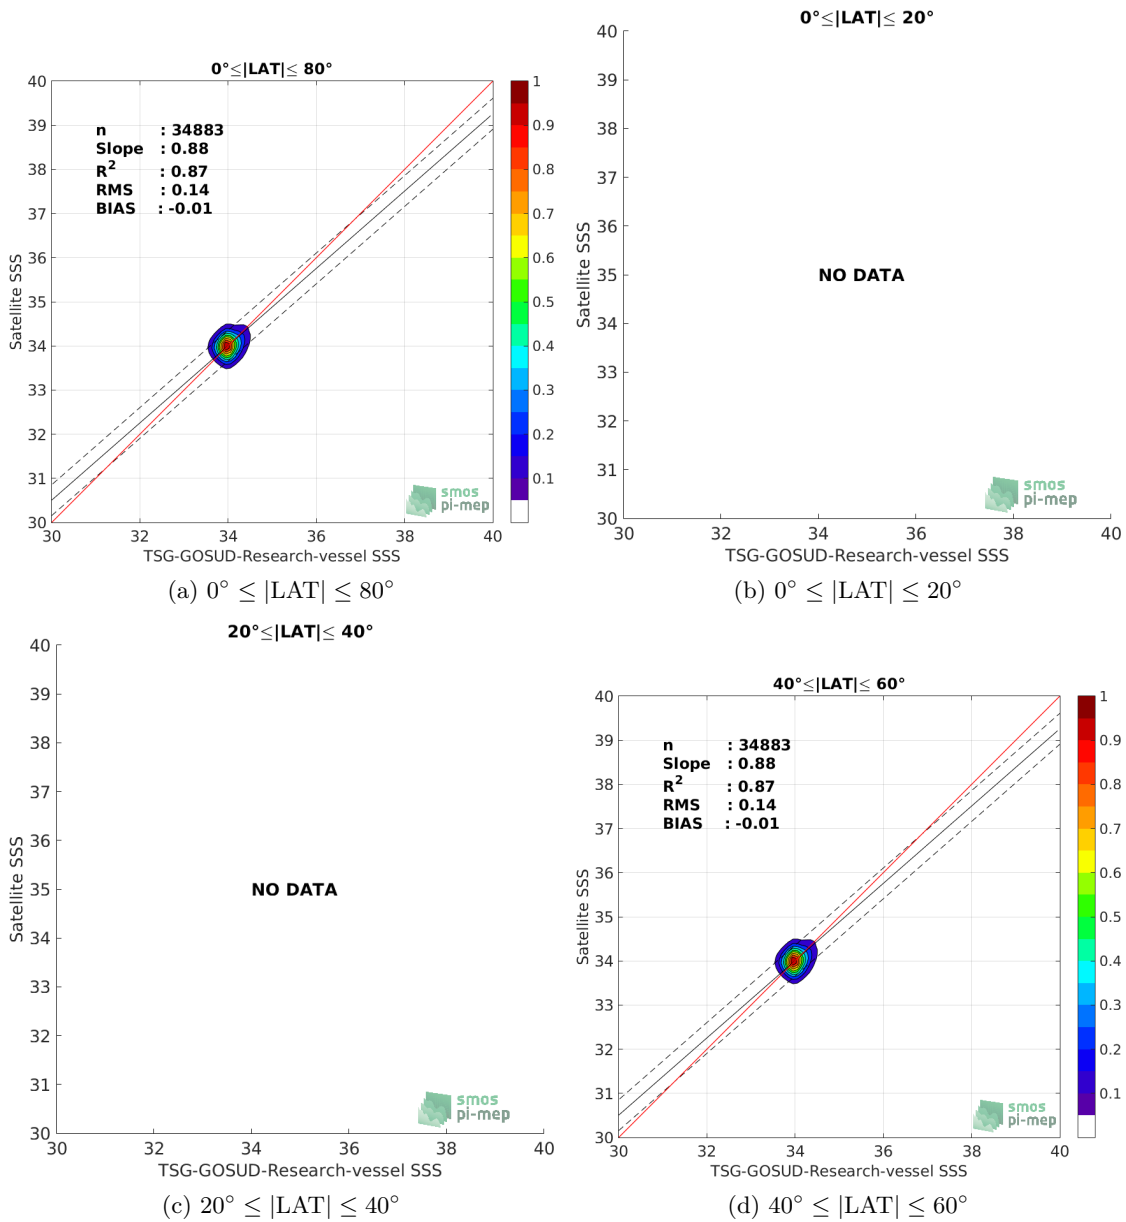 0°≤|LAT|≤ 80°
40
39
38
37
36
35
34
33
32
31
30
Satellite SSS
n : 34883
Slope : 0.88
R² : 0.87
RMS : 0.14
BIAS : -0.01
1
0.9
0.8
0.7
0.6
0.5
0.4
0.3
0.2
0.1
smos
pi-mep
30 32 34 36 38 40
TSG-GOSUD-Research-vessel SSS
(a) 0° ≤ |LAT| ≤ 80°
0°≤|LAT|≤ 20°
40
39
38
37
36
35
34
33
32
31
30
Satellite SSS
NO DATA
smos
pi-mep
30 32 34 36 38 40
TSG-GOSUD-Research-vessel SSS
(b) 0° ≤ |LAT| ≤ 20°
20°≤|LAT|≤ 40°
40
39
38
37
36
35
34
33
32
31
30
Satellite SSS
NO DATA
smos
pi-mep
30 32 34 36 38 40
TSG-GOSUD-Research-vessel SSS
(c) 20° ≤ |LAT| ≤ 40°
40°≤|LAT|≤ 60°
40
39
38
37
36
35
34
33
32
31
30
Satellite SSS
n : 34883
Slope : 0.88
R² : 0.87
RMS : 0.14
BIAS : -0.01
1
0.9
0.8
0.7
0.6
0.5
0.4
0.3
0.2
0.1
smos
pi-mep
30 32 34 36 38 40
TSG-GOSUD-Research-vessel SSS
(d) 40° ≤ |LAT| ≤ 60°